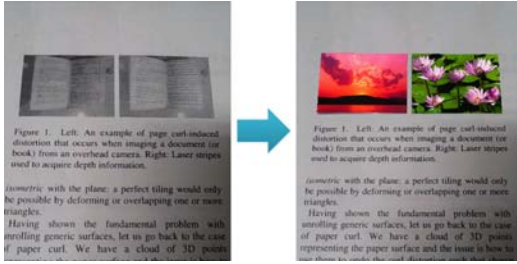 Figure 1. Left: An example of page curl-induced
distortion that occurs when imaging a document (or
book) from an overhead camera. Right: Laser stripes
used to acquire depth information.
isometric with the plane: a perfect tiling would only
be possible by deforming or overlapping one or more
triangles.
Having shown the fundamental problem with
unrolling generic surfaces, let us go back to the case
of paper curl. We have a cloud of 3D points
Figure 1. Left: An example of page curl-induced
distortion that occurs when imaging a document (or
book) from an overhead camera. Right: Laser stripes
used to acquire depth information.
isometric with the plane: a perfect tiling would only
be possible by deforming or overlapping one or more
triangles.
Having shown the fundamental problem with
unrolling generic surfaces, let us go back to the case
of paper curl. We have a cloud of 3D points
representing the paper surface and the issue is how to